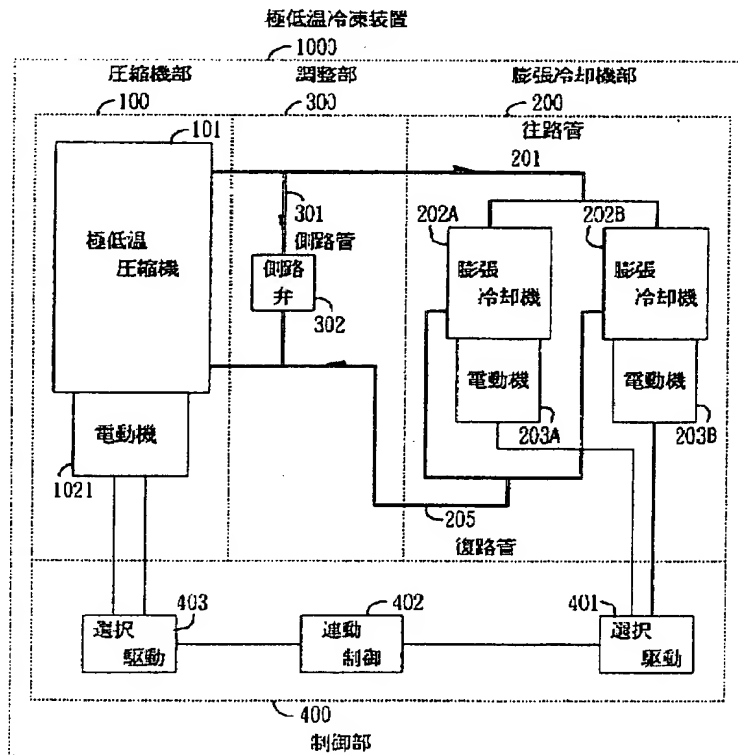 極低温冷凍装置
1000
圧縮機部
調整部
膨張冷却機部
100
300
200
101
往路管
201
301
側路管
202A
202B
極低温
圧縮機
側路
弁
302
膨張
冷却機
膨張
冷却機
電動機
電動機
電動機
203A
203B
1021
205
復路管
403
402
401
選択
駆動
連動
制御
選択
駆動
400
制御部